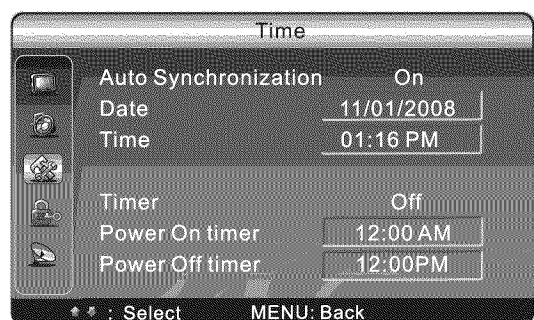 Time
Auto Synchronization On
Date 11/01/2008
Time 01:16 PM
Timer Off
Power On timer 12:00 AM
Power Off timer 12:00PM
: Select MENU: Back